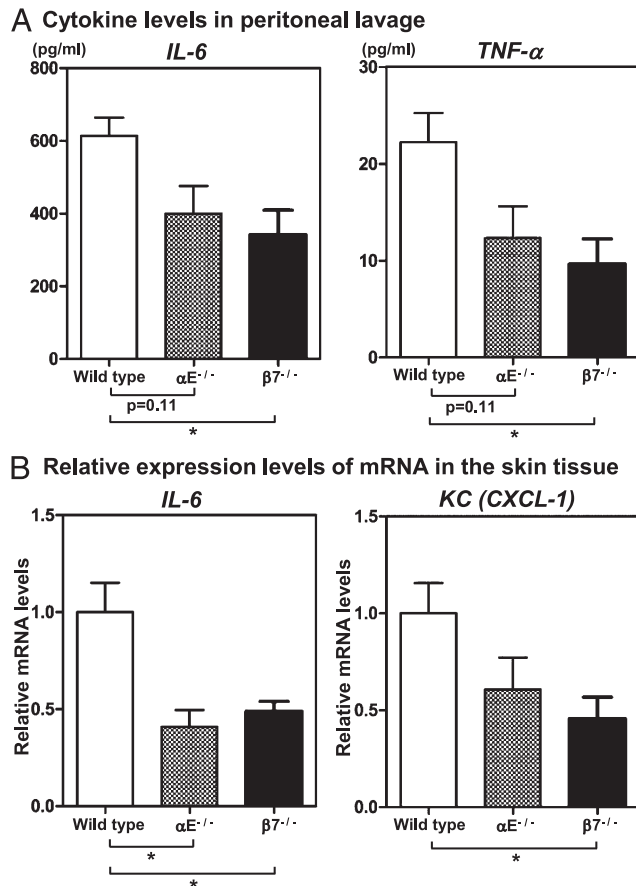 A Cytokine levels in peritoneal lavage
(pg/ml) IL-6
800
600
400
200
0
Wild type αE-/- β7-/-
p=0.11
*
(pg/ml) TNF-α
30
20
10
0
Wild type αE-/- β7-/-
p=0.11
*
B Relative expression levels of mRNA in the skin tissue
IL-6
Relative mRNA levels
1.5
1.0
0.5
0.0
Wild type αE-/- β7-/-
*
*
KC (CXCL-1)
Relative mRNA levels
1.5
1.0
0.5
0.0
Wild type αE-/- β7-/-
*